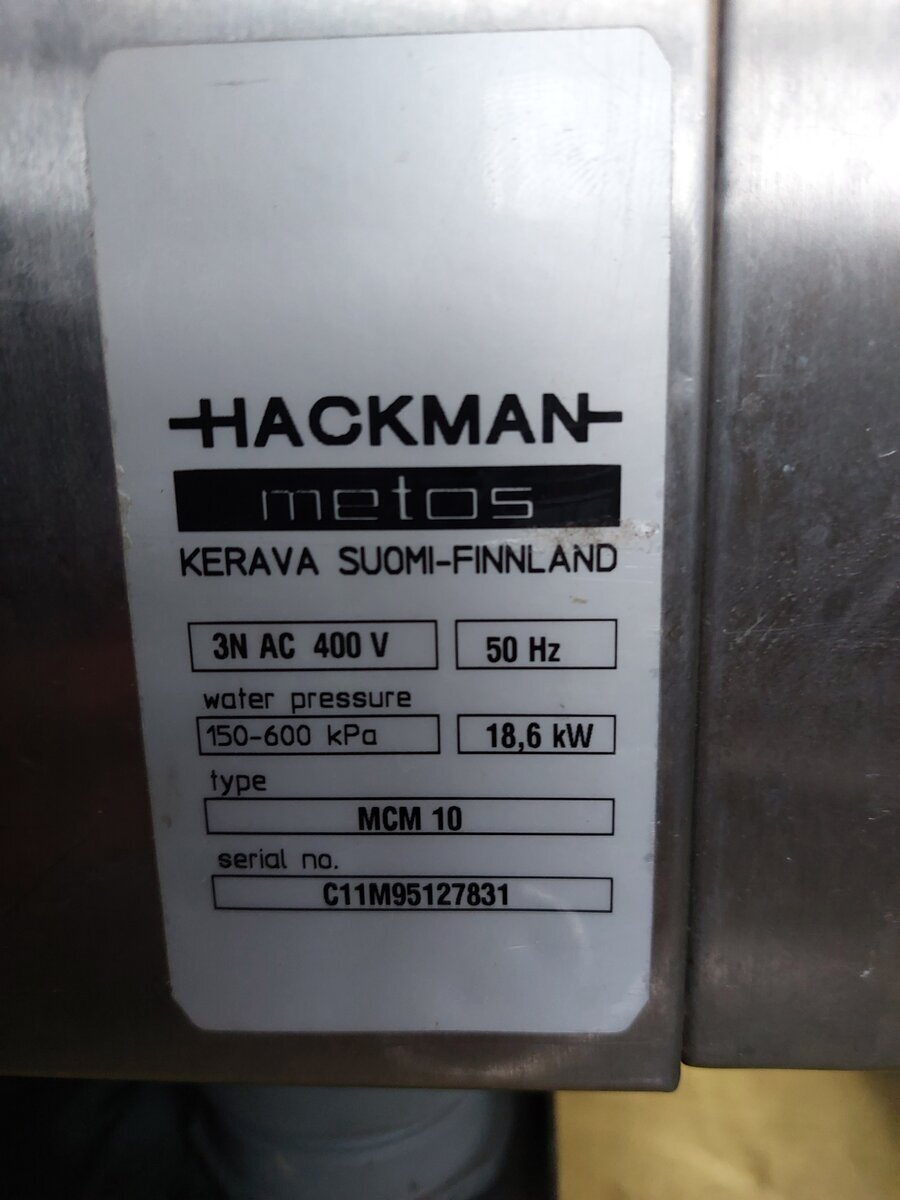 HACKMAN
metos
KERAVA SUOMI-FINNLAND
3N AC 400 V 50 Hz
water pressure
150-600 kPa 18,6 kW
type
MCM 10
serial no.
C11M95127831